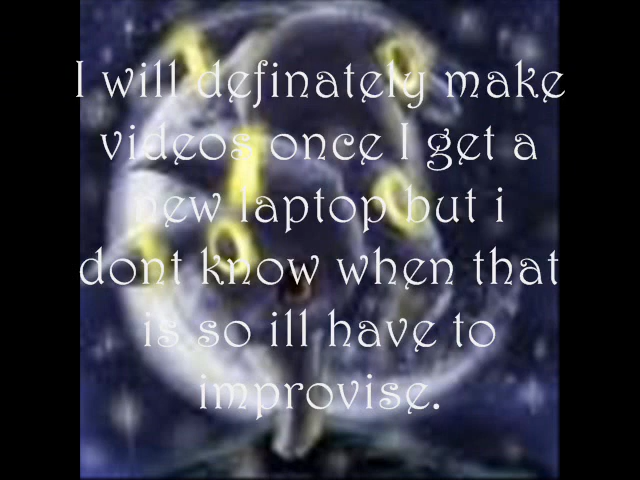 I will definately make
videos once I get a
new laptop but i
dont know when that
is so ill have to
improvise.